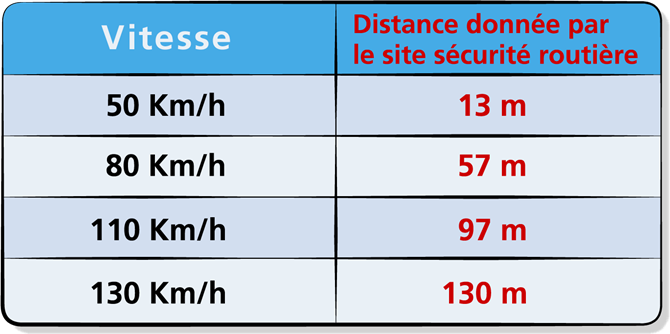 Vitesse
Distance donnée par
le site sécurité routière
50 Km/h
13 m
80 Km/h
57 m
110 Km/h
97 m
130 Km/h
130 m